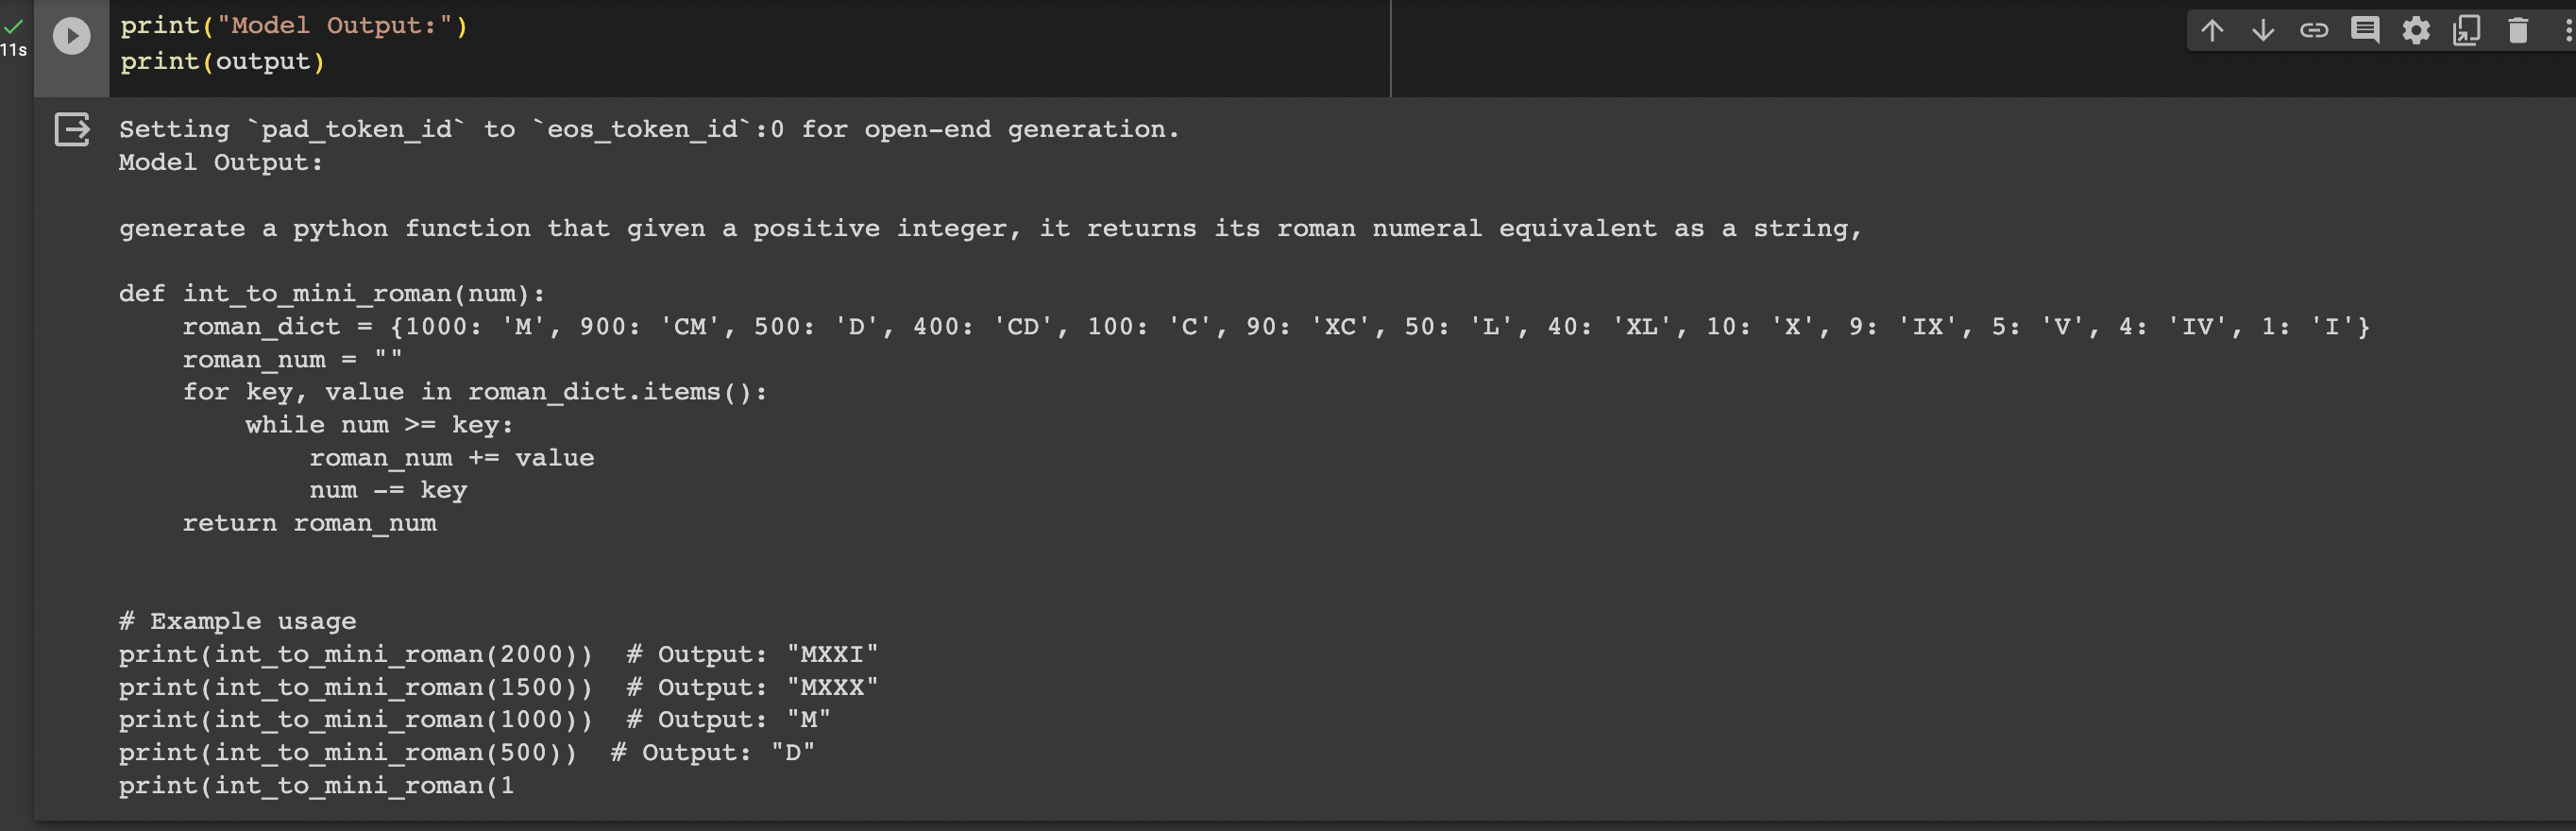 print("Model Output:")
print(output)
11s
Setting `pad_token_id` to `eos_token_id`:0 for open-end generation.
Model Output:

generate a python function that given a positive integer, it returns its roman numeral equivalent as a string,

def int_to_mini_roman(num):
    roman_dict = {1000: 'M', 900: 'CM', 500: 'D', 400: 'CD', 100: 'C', 90: 'XC', 50: 'L', 40: 'XL', 10: 'X', 9: 'IX', 5: 'V', 4: 'IV', 1: 'I'}
    roman_num = ""
    for key, value in roman_dict.items():
        while num >= key:
            roman_num += value
            num -= key
    return roman_num


# Example usage
print(int_to_mini_roman(2000))  # Output: "MXXI"
print(int_to_mini_roman(1500))  # Output: "MXXX"
print(int_to_mini_roman(1000))  # Output: "M"
print(int_to_mini_roman(500))  # Output: "D"
print(int_to_mini_roman(1